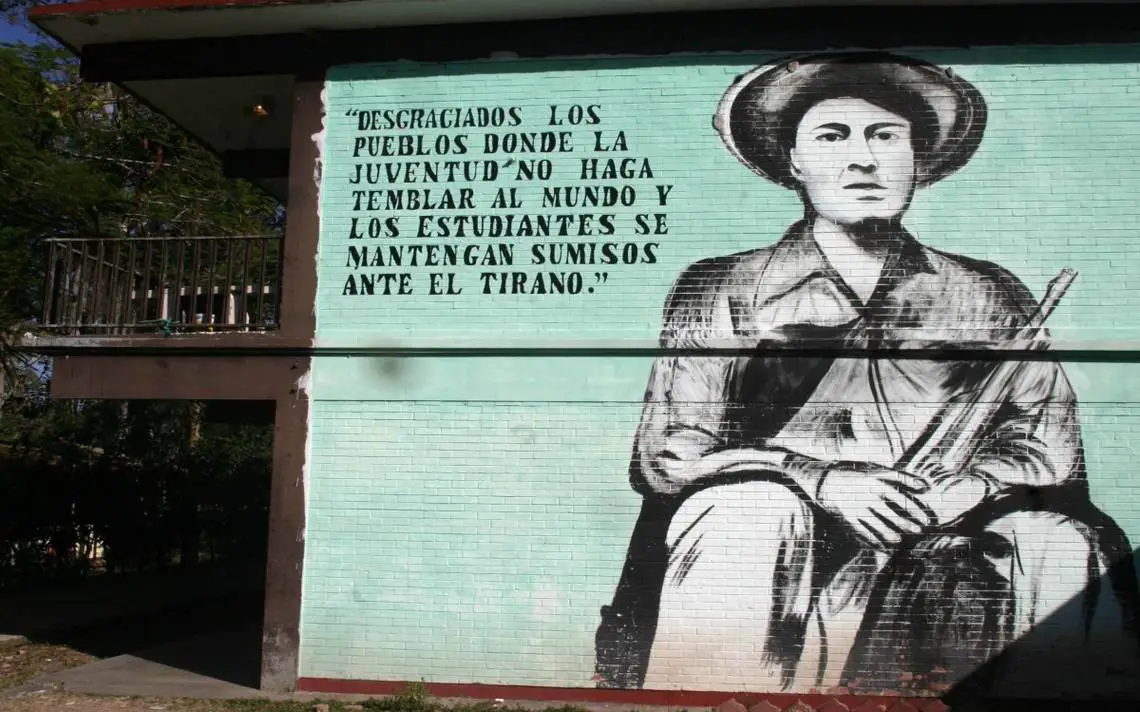 “DESGRACIADOS LOS
PUEBLOS DONDE LA
JUVENTUD NO HAGA
TEMBLAR AL MUNDO Y
LOS ESTUDIANTES SE
MANTENGAN SUMISOS
ANTE EL TIRANO.”